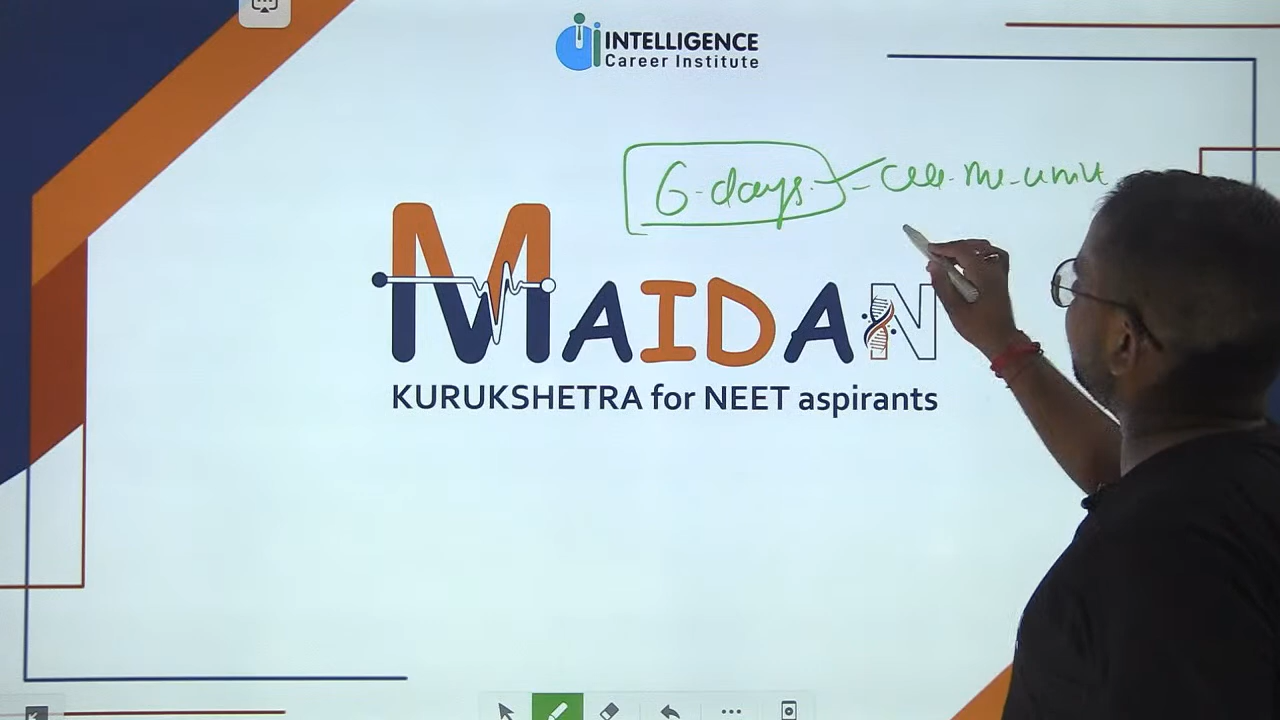 INTELLIGENCE
Career Institute
6 days
MAIDAN
KURUKSHETRA for NEET aspirants